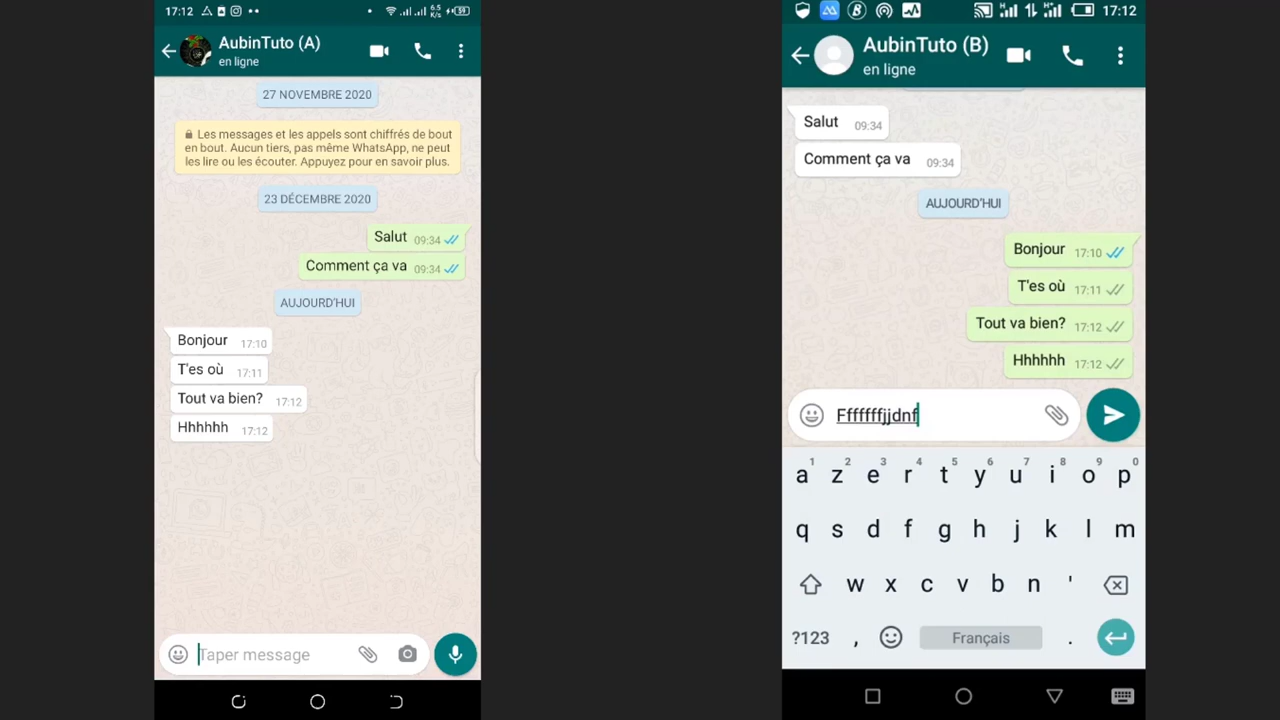 17:12
6.5
K/s
59
AubinTuto (A)
en ligne
27 NOVEMBRE 2020
Les messages et les appels sont chiffrés de bout
en bout. Aucun tiers, pas même WhatsApp, ne peut
les lire ou les écouter. Appuyez pour en savoir plus.
23 DÉCEMBRE 2020
Salut 09:34
Comment ça va 09:34
AUJOURD'HUI
Bonjour 17:10
T'es où 17:11
Tout va bien? 17:12
Hhhhhh 17:12
Taper message
17:12
AubinTuto (B)
en ligne
Salut 09:34
Comment ça va 09:34
AUJOURD'HUI
Bonjour 17:10
T'es où 17:11
Tout va bien? 17:12
Hhhhhh 17:12
Fffffffjjdnf
1 2 3 4 5 6 7 8 9 0
a z e r t y u i o p
q s d f g h j k l m
w x c v b n '
?123 , Français .